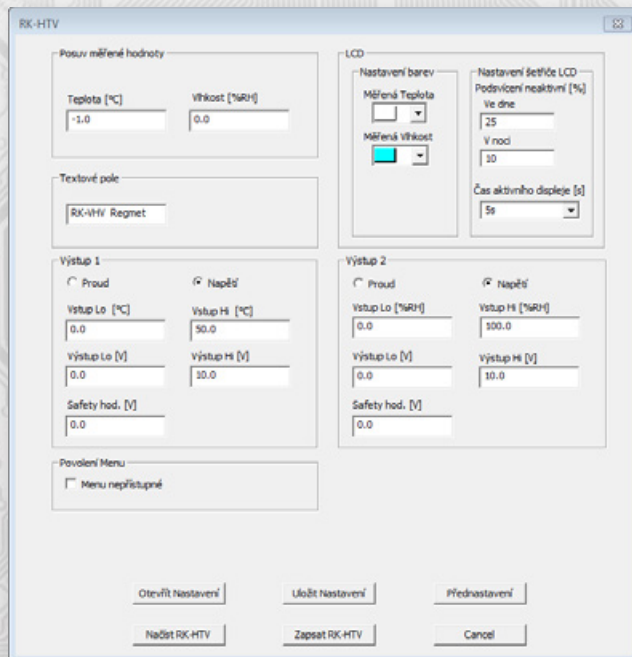 RK-HTV
Posuv měřené hodnoty
Teplota [°C]
Vlhkost [%RH]
-1.0
0.0
Textové pole
RK-VHV Regmet
LCD
Nastavení barev
Měřená Teplota
Měřená Vlhkost
Nastavení šetřiče LCD
Podsvícení neaktivní [%]
Ve dne
25
V noci
10
Čas aktivního displeje [s]
5s
Výstup 1
Proud
Napětí
Vstup Lo [°C]
Vstup Hi [°C]
0.0
50.0
Výstup Lo [V]
Výstup Hi [V]
0.0
10.0
Safety hod. [V]
0.0
Výstup 2
Proud
Napětí
Vstup Lo [%RH]
Vstup Hi [%RH]
0.0
100.0
Výstup Lo [V]
Výstup Hi [V]
0.0
10.0
Safety hod. [V]
0.0
Povolení Menu
Menu nepřístupné
Otevřít Nastavení
Uložit Nastavení
Přednastavení
Načíst RK-HTV
Zapsat RK-HTV
Cancel